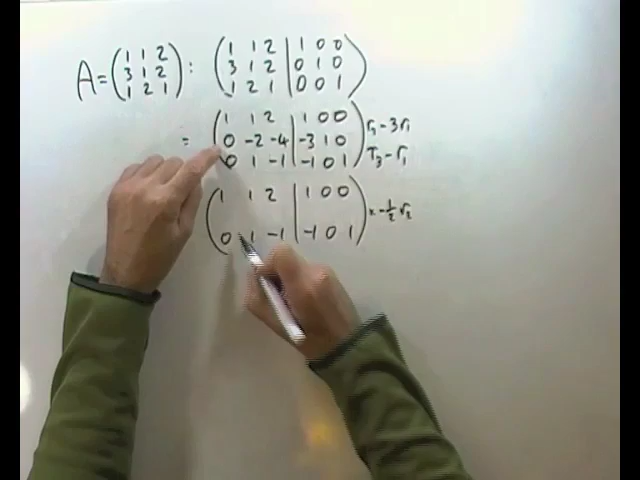 A = ( 1 1 2 : ( 1 1 2 | 1 0 0
3 1 2 3 1 2 | 0 1 0
1 2 1 ) 1 2 1 | 0 0 1 )
= ( 1 1 2 | 1 0 0
0 -2 -4 | -3 1 0 ) r₁ - 3r₁
0 1 -1 | -1 0 1 r₃ - r₁
( 1 1 2 | 1 0 0
) x -½ r₂
0 1 -1 | -1 0 1